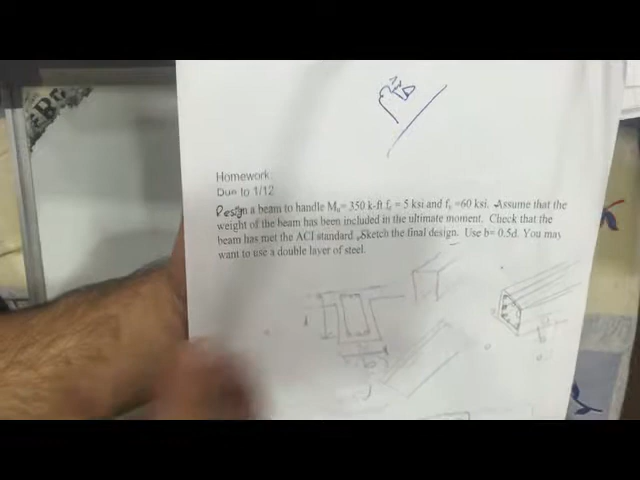 Homework
Due to 1/12
Design a beam to handle Mu= 350 k-ft fc = 5 ksi and fy =60 ksi. Assume that the
weight of the beam has been included in the ultimate moment. Check that the
beam has met the ACI standard. Sketch the final design. Use b= 0.5d. You may
want to use a double layer of steel.